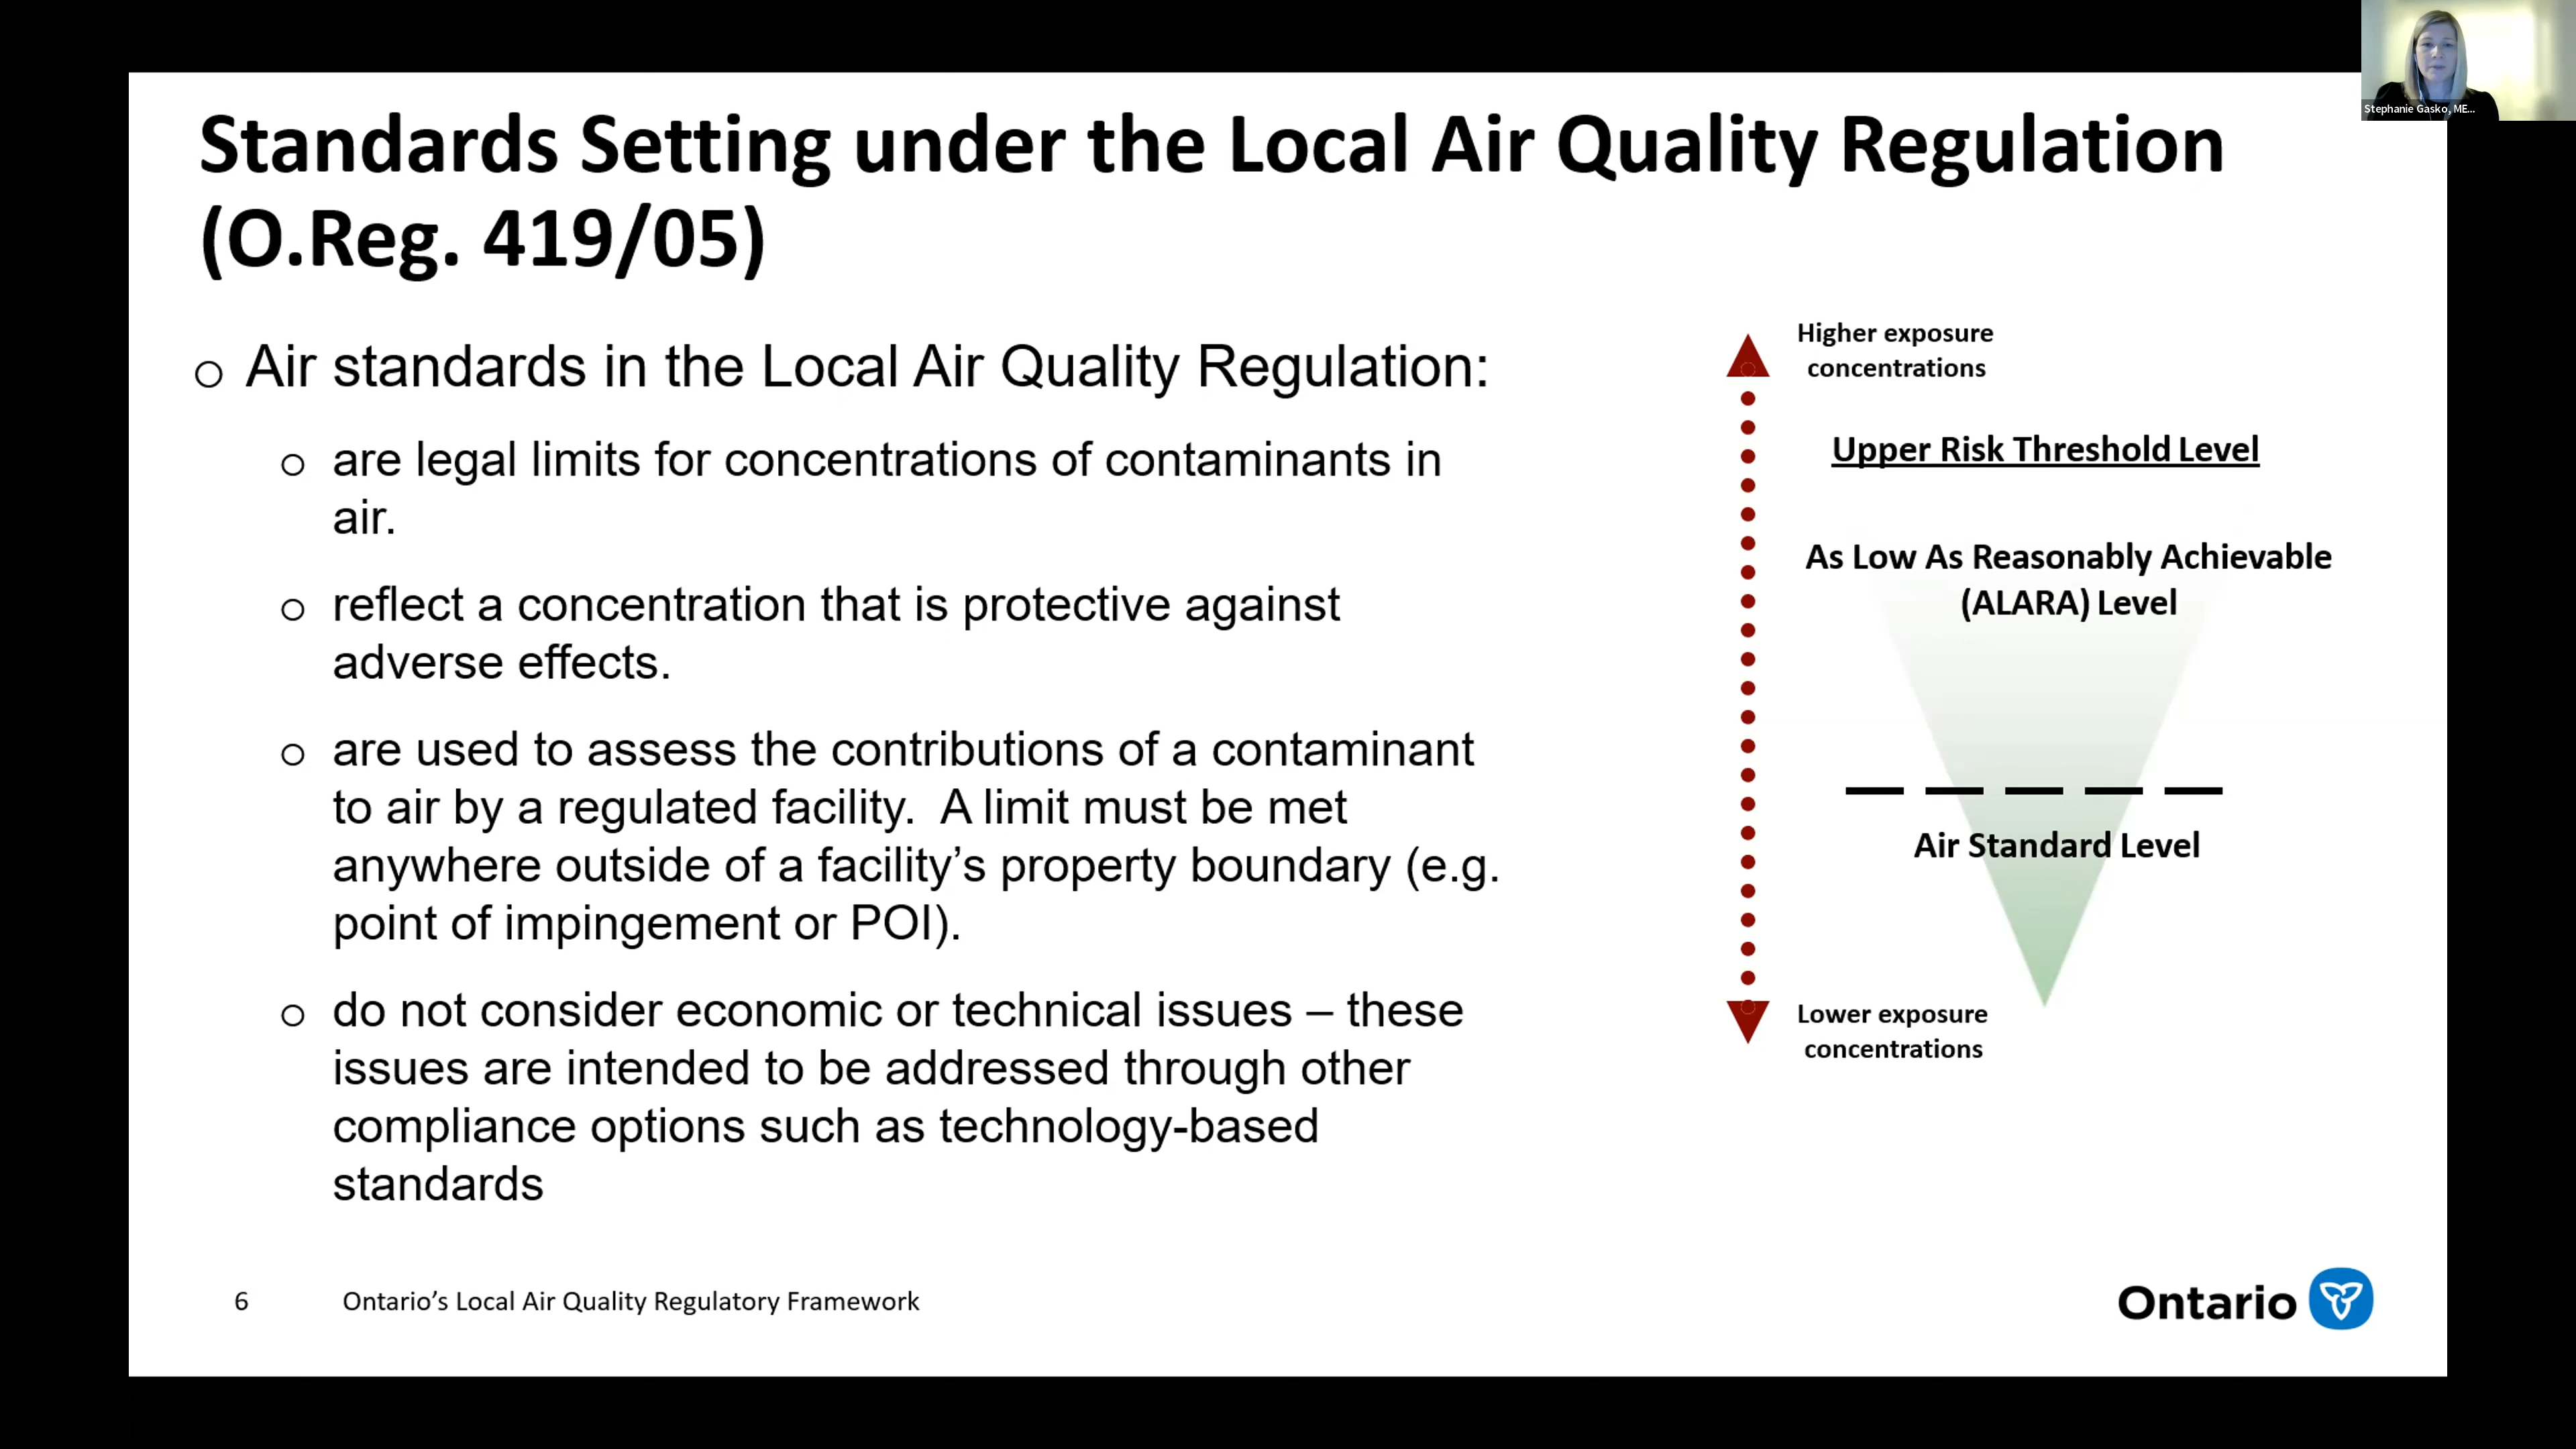 Stephanie Gasko, ME...
Standards Setting under the Local Air Quality Regulation
(O.Reg. 419/05)
o Air standards in the Local Air Quality Regulation:
o are legal limits for concentrations of contaminants in
air.
o reflect a concentration that is protective against
adverse effects.
o are used to assess the contributions of a contaminant
to air by a regulated facility.  A limit must be met
anywhere outside of a facility’s property boundary (e.g.
point of impingement or POI).
o do not consider economic or technical issues – these
issues are intended to be addressed through other
compliance options such as technology-based
standards
Higher exposure
concentrations
Upper Risk Threshold Level
As Low As Reasonably Achievable
(ALARA) Level
Air Standard Level
Lower exposure
concentrations
6
Ontario’s Local Air Quality Regulatory Framework
Ontario